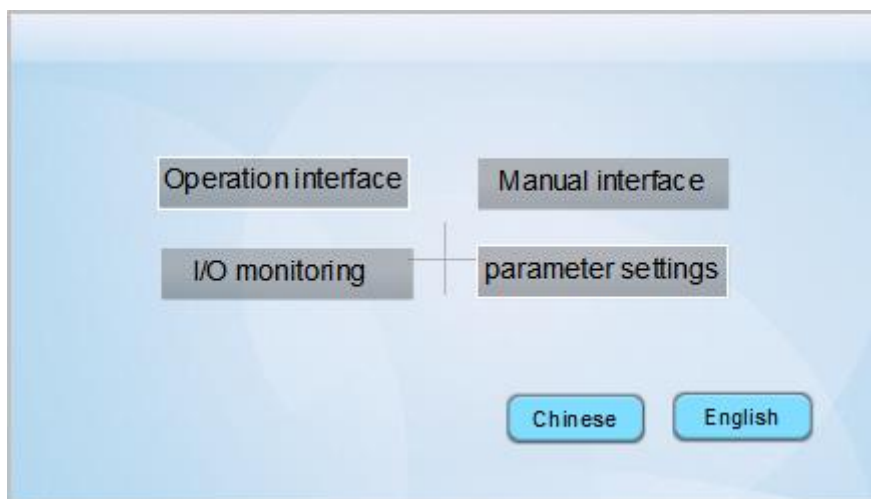 Operation interface
Manual interface
I/O monitoring
parameter settings
Chinese
English